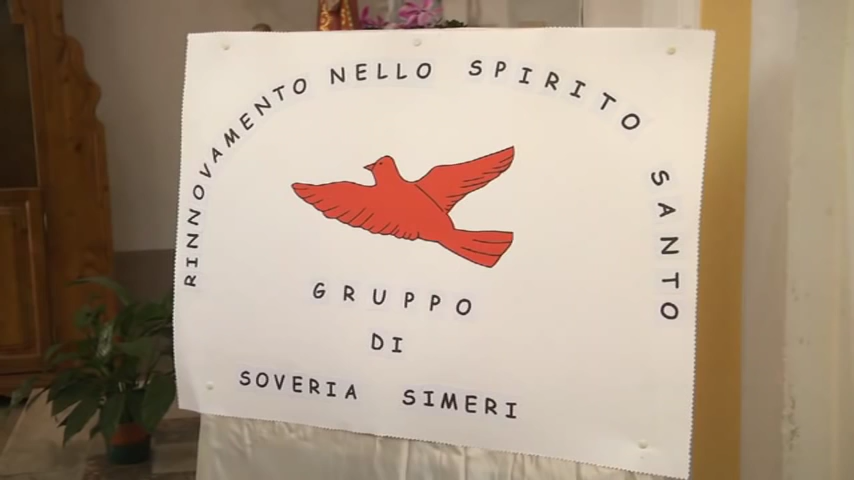 RINNOVAMENTO NELLO SPIRITO SANTO
GRUPPO
DI
SOVERIA SIMERI